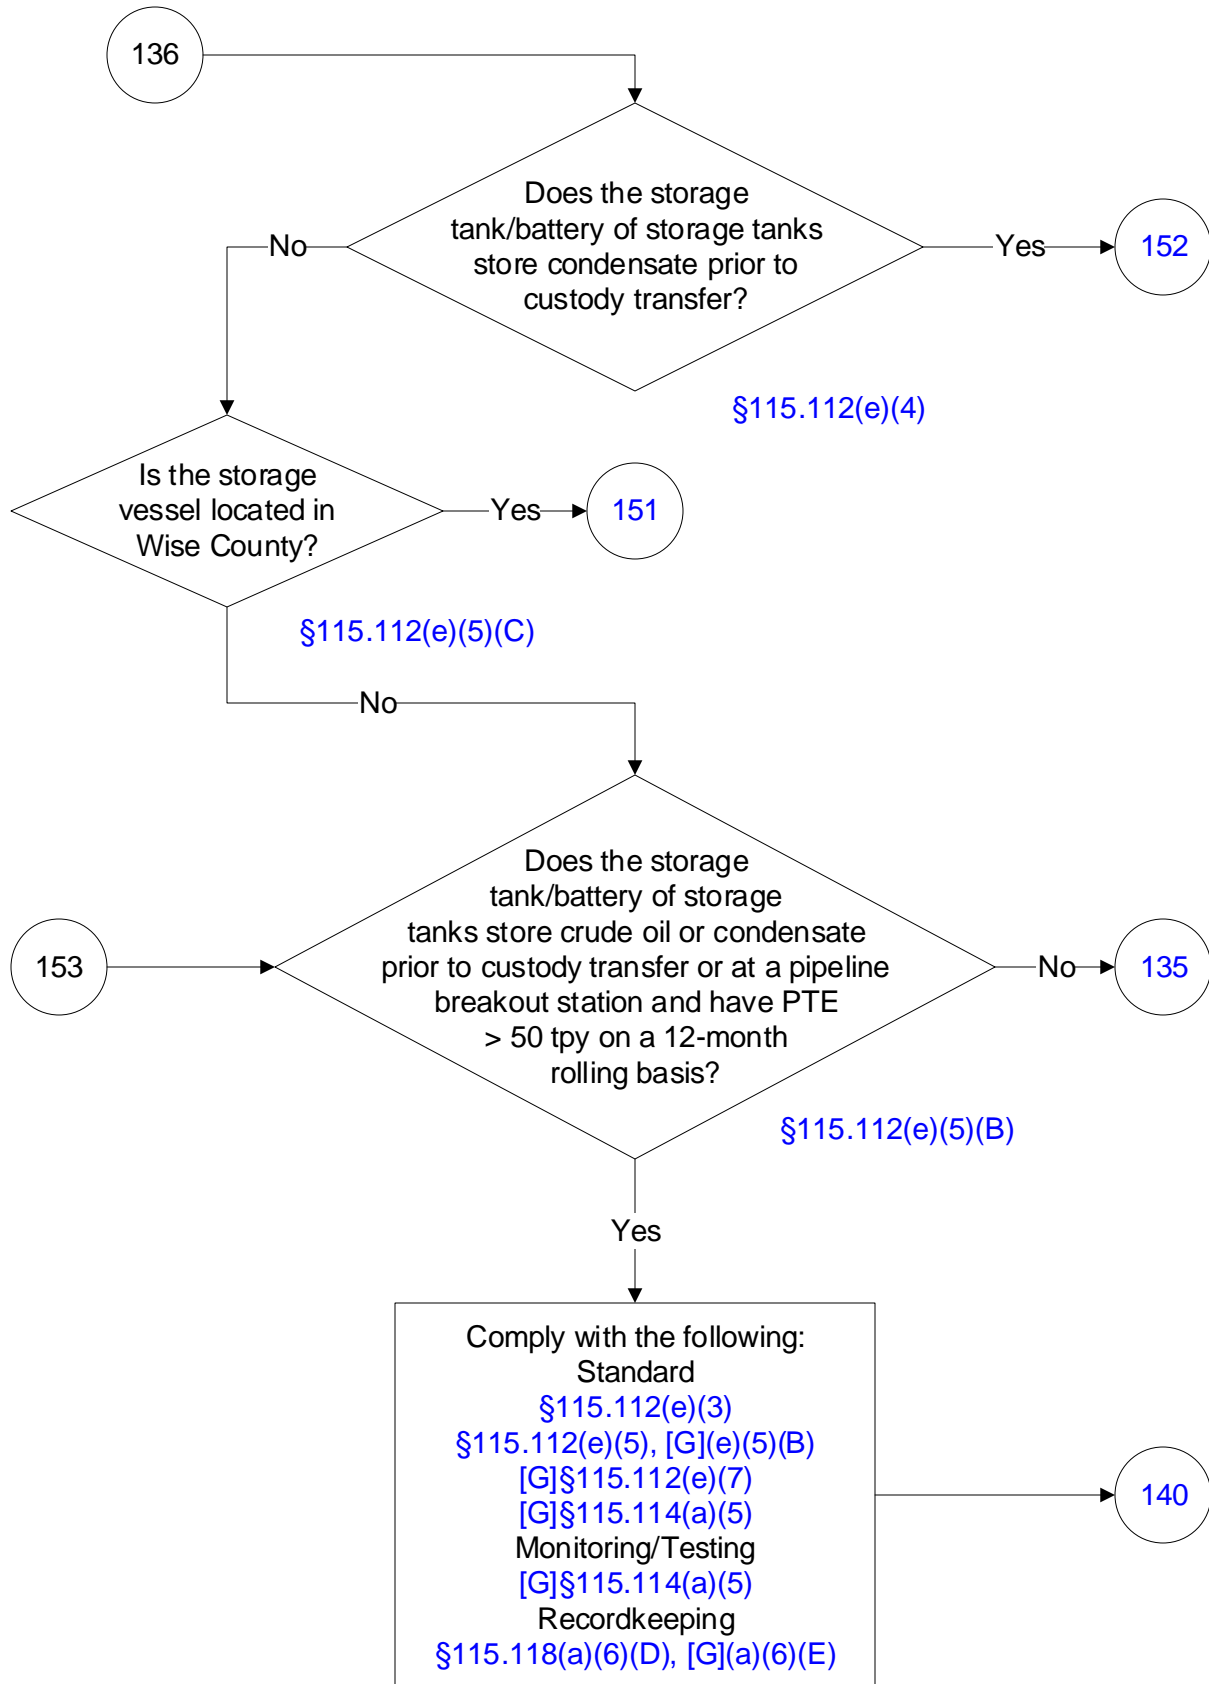 136
Does the storage
tank/battery of storage tanks
store condensate prior to
custody transfer?
No
Yes
152
§115.112(e)(4)
Is the storage
vessel located in
Wise County?
Yes
151
§115.112(e)(5)(C)
No
Does the storage
tank/battery of storage
tanks store crude oil or condensate
prior to custody transfer or at a pipeline
breakout station and have PTE
> 50 tpy on a 12-month
rolling basis?
153
No
135
§115.112(e)(5)(B)
Yes
Comply with the following:
Standard
§115.112(e)(3)
§115.112(e)(5), [G](e)(5)(B)
[G]§115.112(e)(7)
[G]§115.114(a)(5)
Monitoring/Testing
[G]§115.114(a)(5)
Recordkeeping
§115.118(a)(6)(D), [G](a)(6)(E)
140